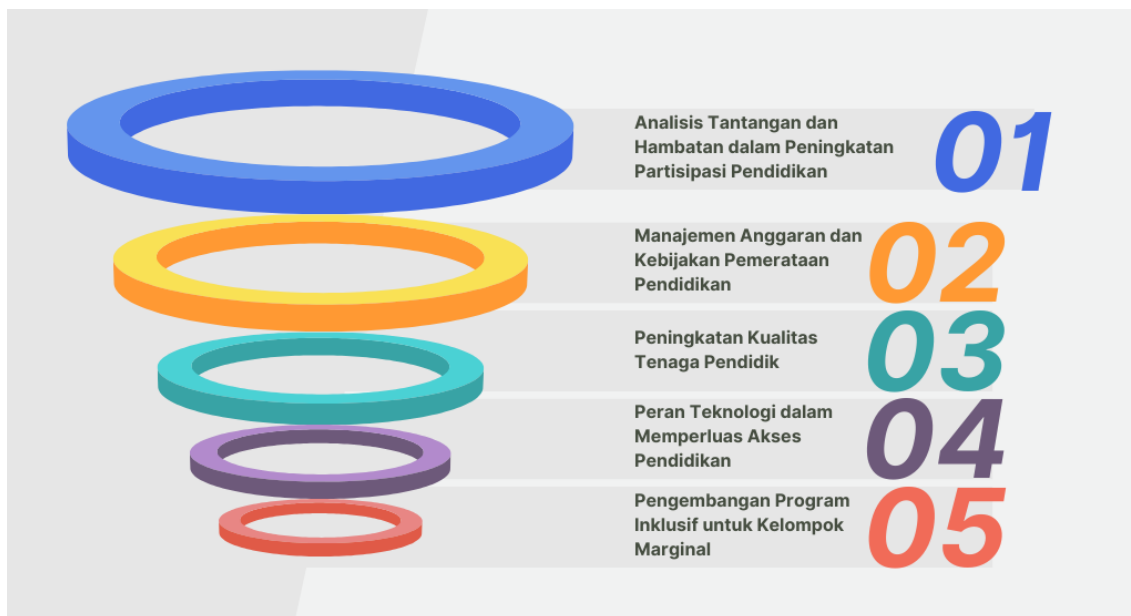 Analisis Tantangan dan
Hambatan dalam Peningkatan
Partisipasi Pendidikan
01
Manajemen Anggaran dan
Kebijakan Pemerataan
Pendidikan
02
Peningkatan Kualitas
Tenaga Pendidik
03
Peran Teknologi dalam
Memperluas Akses
Pendidikan
04
Pengembangan Program
Inklusif untuk Kelompok
Marginal
05